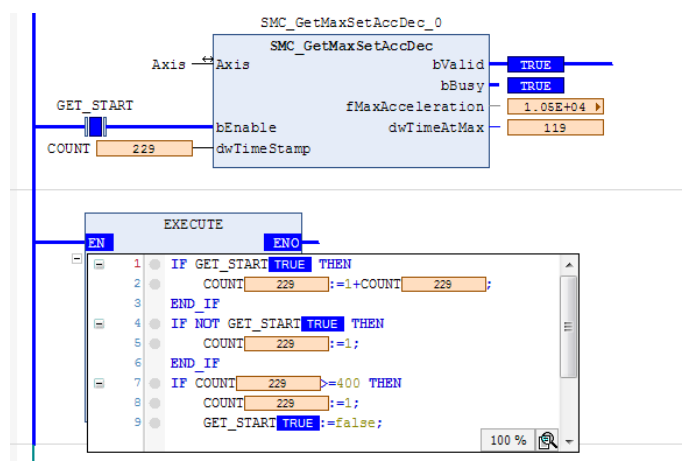 SMC_GetMaxSetAccDec_0
SMC_GetMaxSetAccDec
Axis Axis bValid TRUE
bBusy TRUE
GET_START fMaxAcceleration 1.05E+04
bEnable dwTimeAtMax 119
COUNT 229 dwTimeStamp
EXECUTE
EN ENO
1 IF GET_START TRUE THEN
2 COUNT 229 :=1+COUNT 229 ;
3 END_IF
4 IF NOT GET_START TRUE THEN
5 COUNT 229 :=1;
6 END_IF
7 IF COUNT 229 >=400 THEN
8 COUNT 229 :=1;
9 GET_START TRUE :=false;
100 %